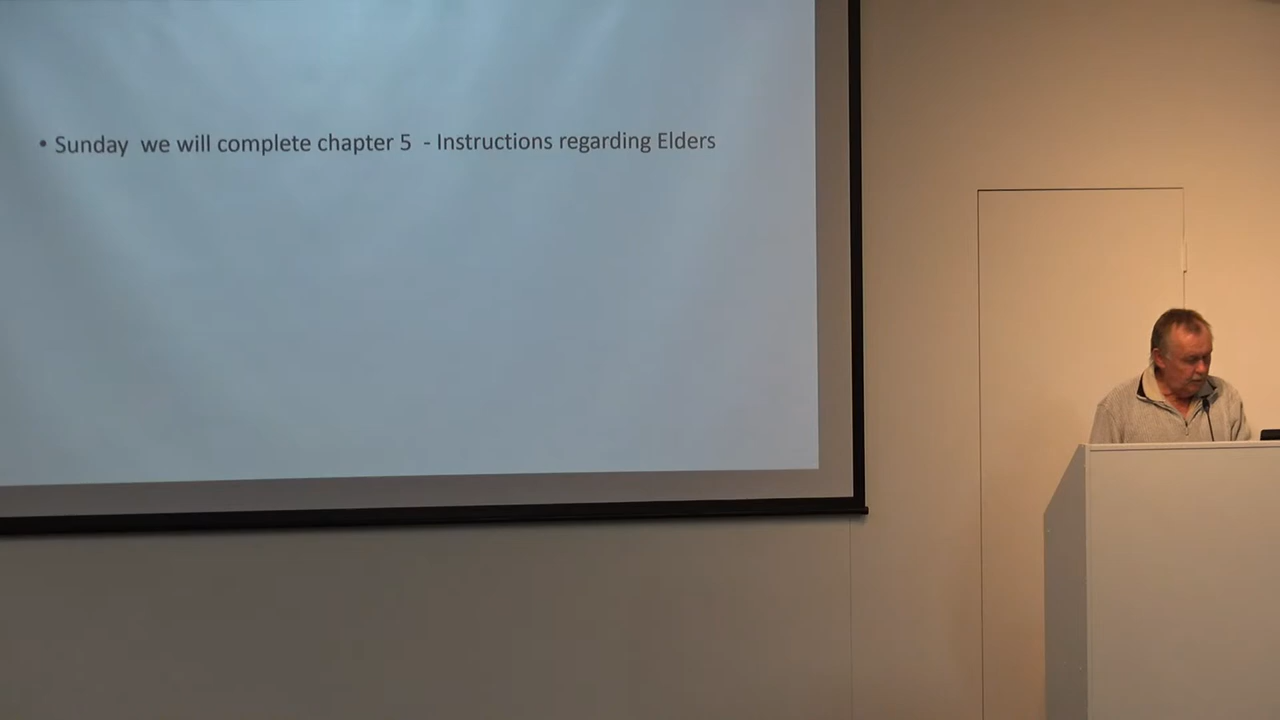 • Sunday  we will complete chapter 5  - Instructions regarding Elders